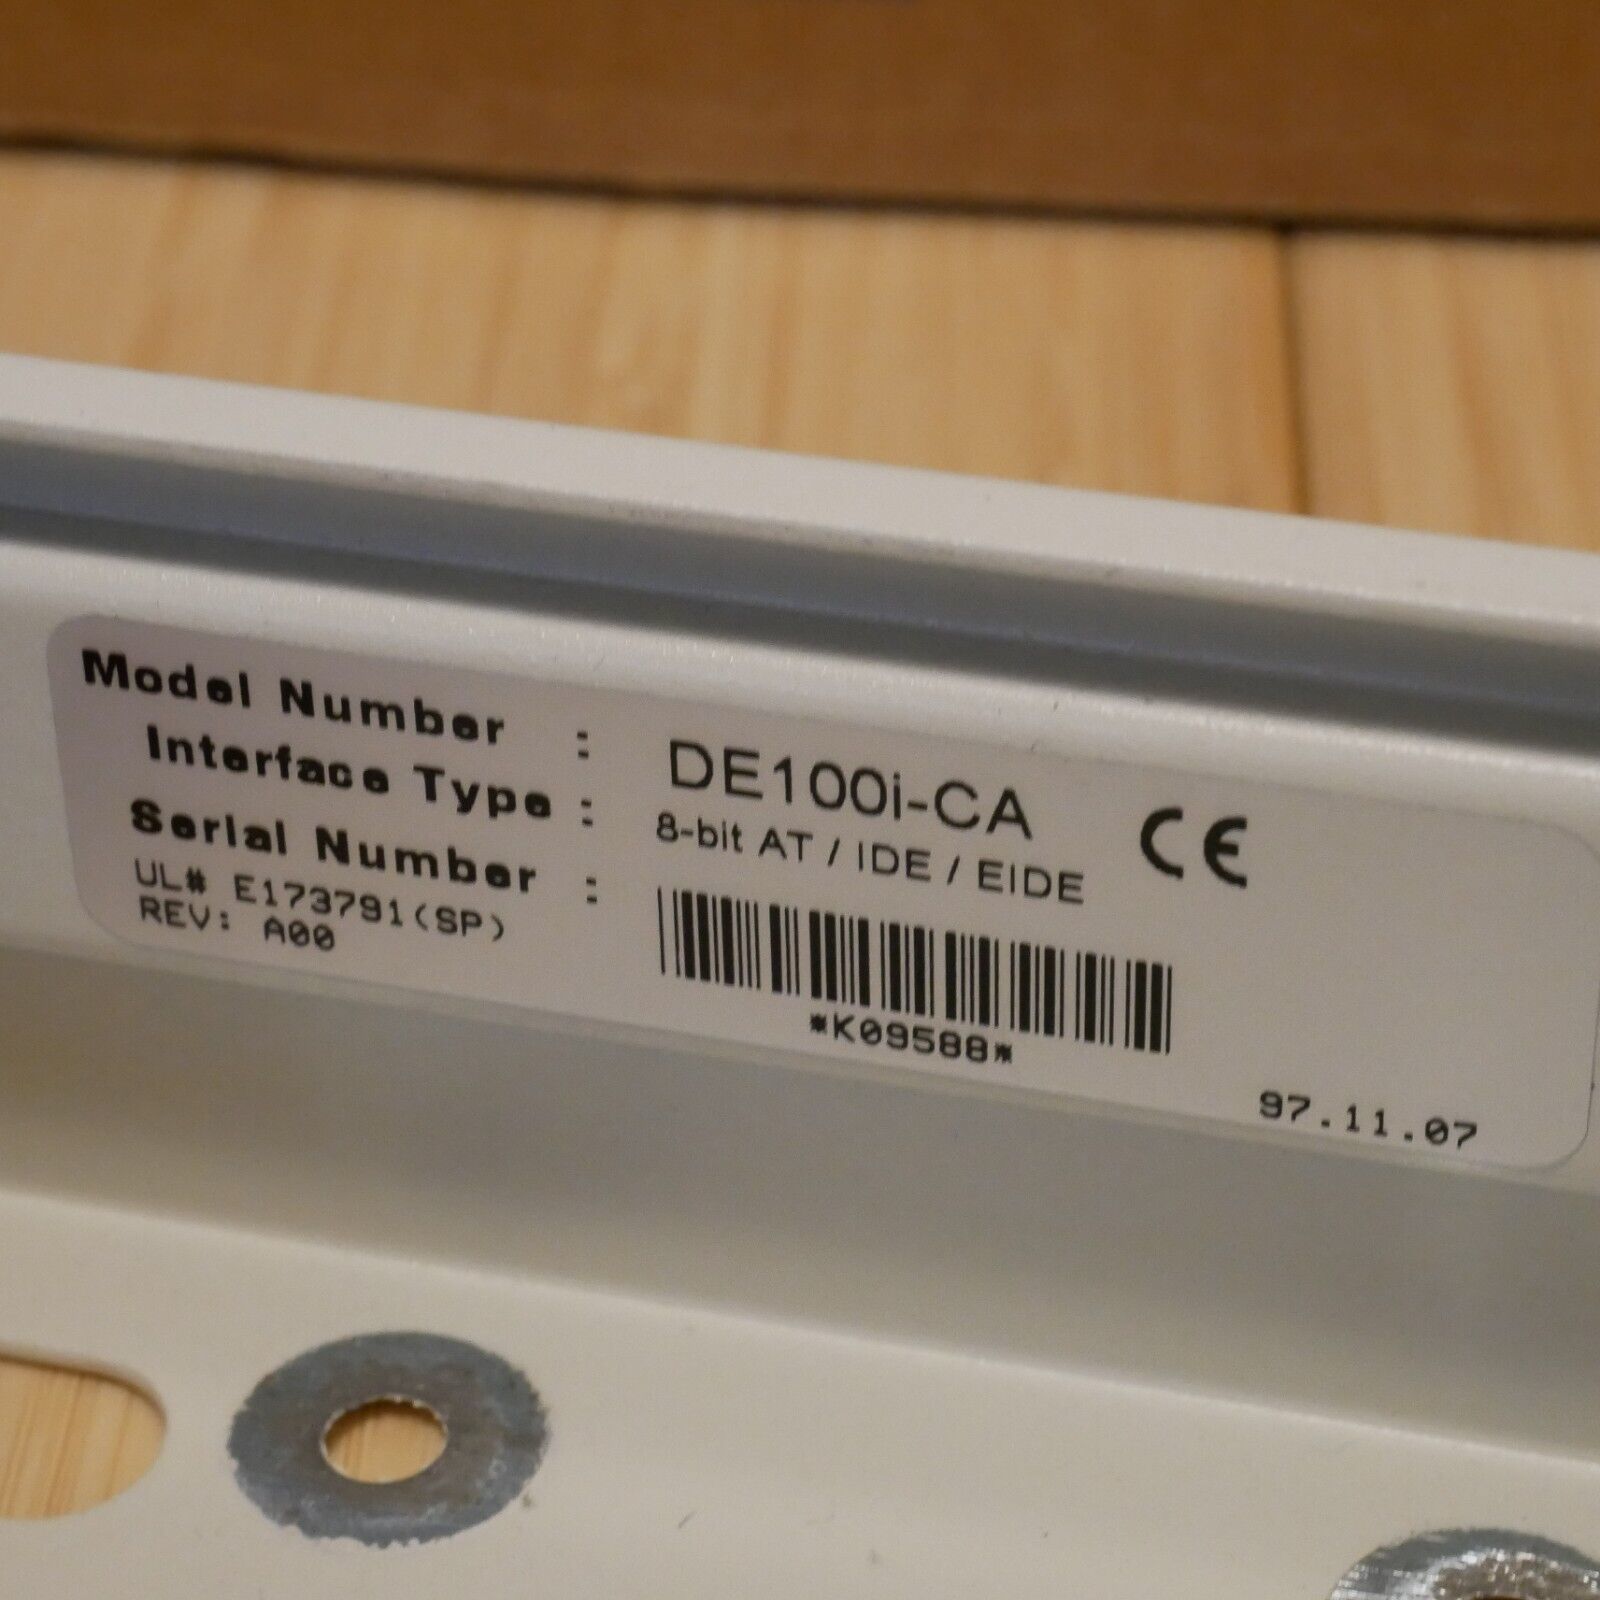 Model Number : DE100i-CA CE
Interface Type : 8-bit AT / IDE / EIDE
Serial Number :
UL# E173791(SP)
REV: A00
*K09588*
97.11.07